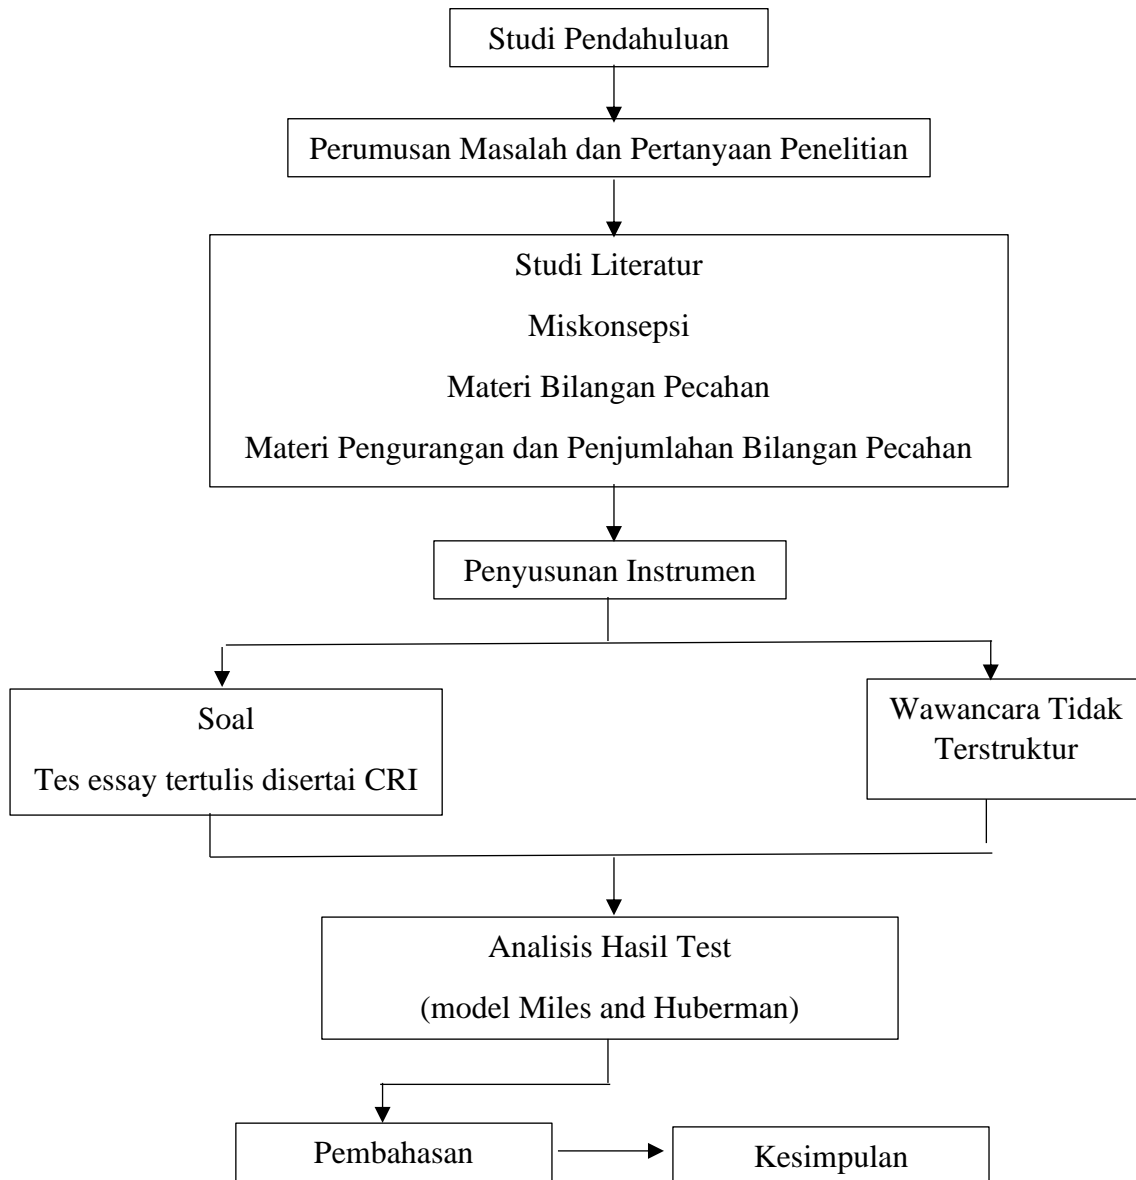 Studi Pendahuluan
Perumusan Masalah dan Pertanyaan Penelitian
Studi Literatur
Miskonsepsi
Materi Bilangan Pecahan
Materi Pengurangan dan Penjumlahan Bilangan Pecahan
Penyusunan Instrumen
Soal
Tes essay tertulis disertai CRI
Wawancara Tidak
Terstruktur
Analisis Hasil Test
(model Miles and Huberman)
Pembahasan
Kesimpulan